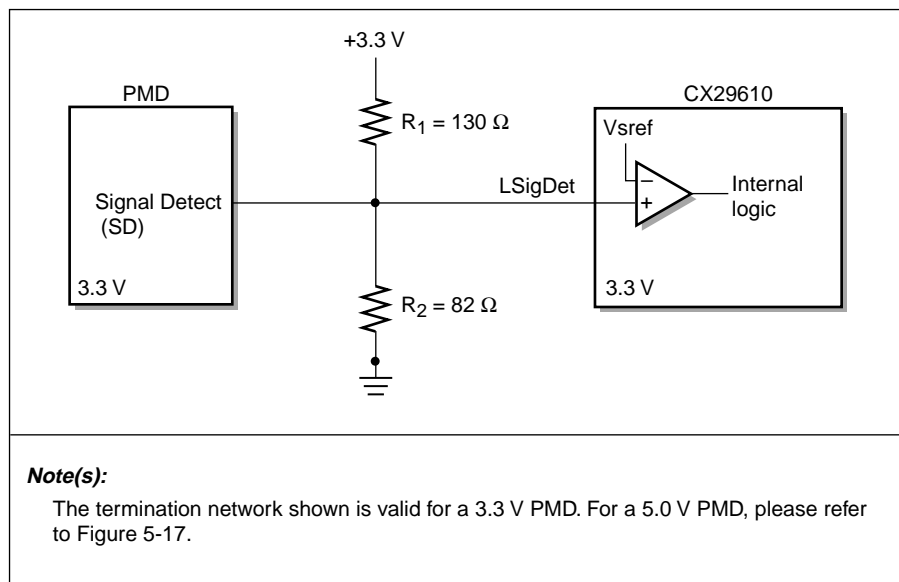 +3.3 V
PMD
CX29610
R1 = 130 Ω
Vsref
LSigDet
−
+
Internal
logic
Signal Detect
(SD)
3.3 V
R2 = 82 Ω
3.3 V
Note(s):
The termination network shown is valid for a 3.3 V PMD. For a 5.0 V PMD, please refer
to Figure 5-17.